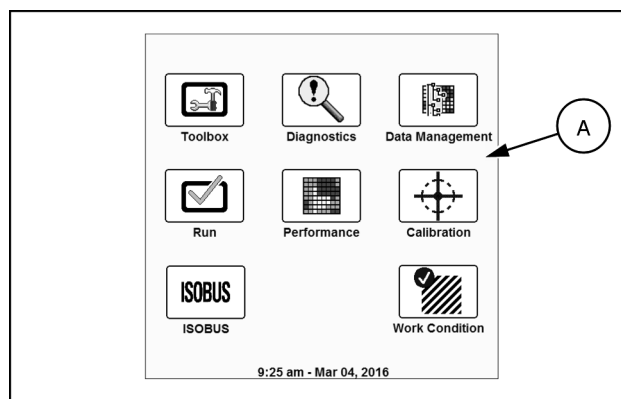 Toolbox Diagnostics Data Management
A
Run Performance Calibration
ISOBUS
ISOBUS Work Condition
9:25 am - Mar 04, 2016